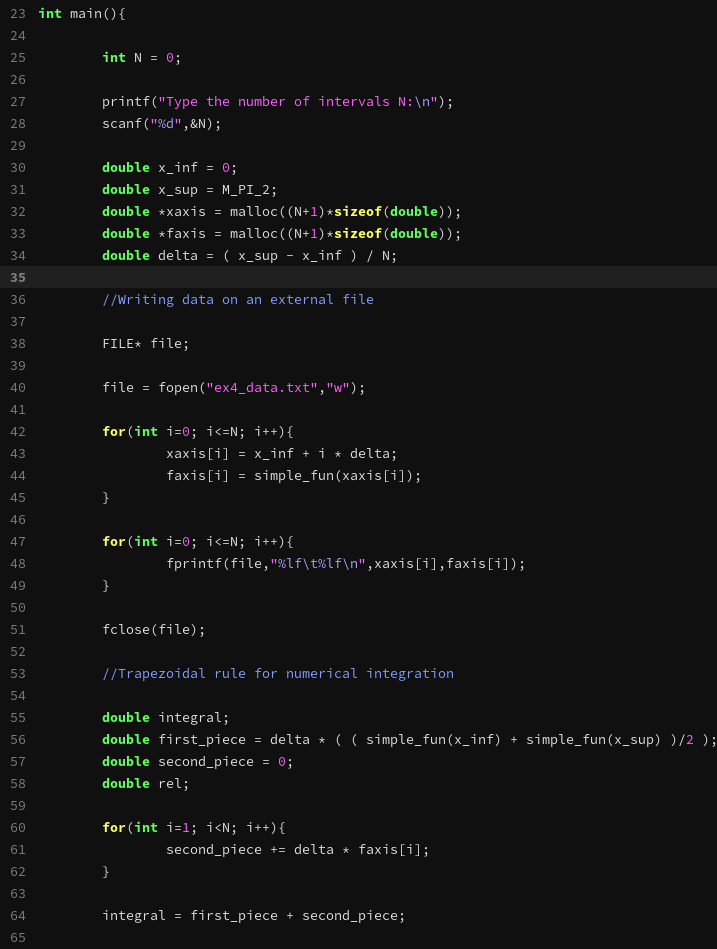 23 int main(){
24
25 int N = 0;
26
27 printf("Type the number of intervals N:\n");
28 scanf("%d",&N);
29
30 double x_inf = 0;
31 double x_sup = M_PI_2;
32 double *xaxis = malloc((N+1)*sizeof(double));
33 double *faxis = malloc((N+1)*sizeof(double));
34 double delta = ( x_sup - x_inf ) / N;
35
36 //Writing data on an external file
37
38 FILE* file;
39
40 file = fopen("ex4_data.txt","w");
41
42 for(int i=0; i<=N; i++){
43 xaxis[i] = x_inf + i * delta;
44 faxis[i] = simple_fun(xaxis[i]);
45 }
46
47 for(int i=0; i<=N; i++){
48 fprintf(file,"%lf\t%lf\n",xaxis[i],faxis[i]);
49 }
50
51 fclose(file);
52
53 //Trapezoidal rule for numerical integration
54
55 double integral;
56 double first_piece = delta * ( ( simple_fun(x_inf) + simple_fun(x_sup) )/2 );
57 double second_piece = 0;
58 double rel;
59
60 for(int i=1; i<N; i++){
61 second_piece += delta * faxis[i];
62 }
63
64 integral = first_piece + second_piece;
65